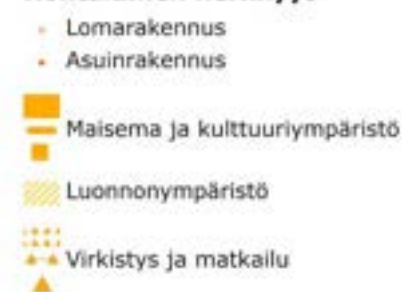 Lomarakennus
Asuinrakennus
Maisema ja kulttuuriympäristö
Luonnonympäristö
Virkistys ja matkailu